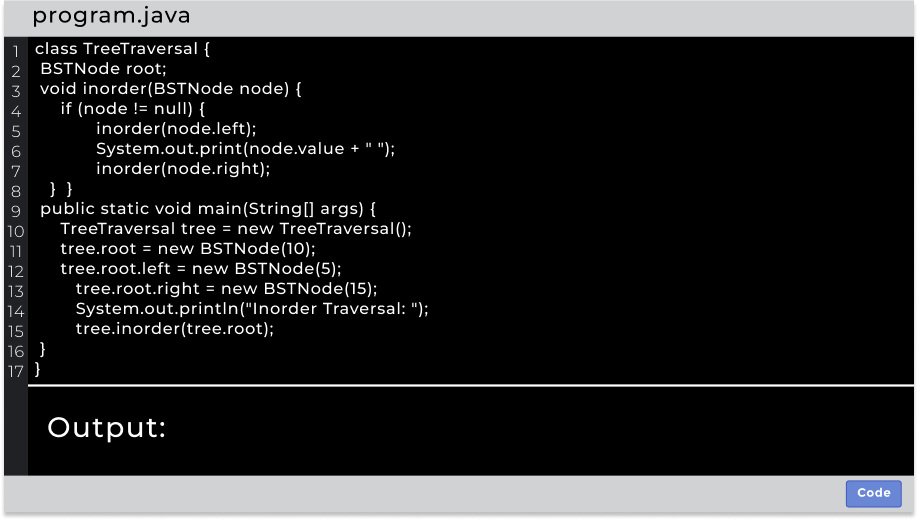 program.java
1 class TreeTraversal {
2 BSTNode root;
3 void inorder(BSTNode node) {
4 if (node != null) {
5 inorder(node.left);
6 System.out.print(node.value + " ");
7 inorder(node.right);
8 } }
9 public static void main(String[] args) {
10 TreeTraversal tree = new TreeTraversal();
11 tree.root = new BSTNode(10);
12 tree.root.left = new BSTNode(5);
13 tree.root.right = new BSTNode(15);
14 System.out.println("Inorder Traversal: ");
15 tree.inorder(tree.root);
16 }
17 }
Output:
Code